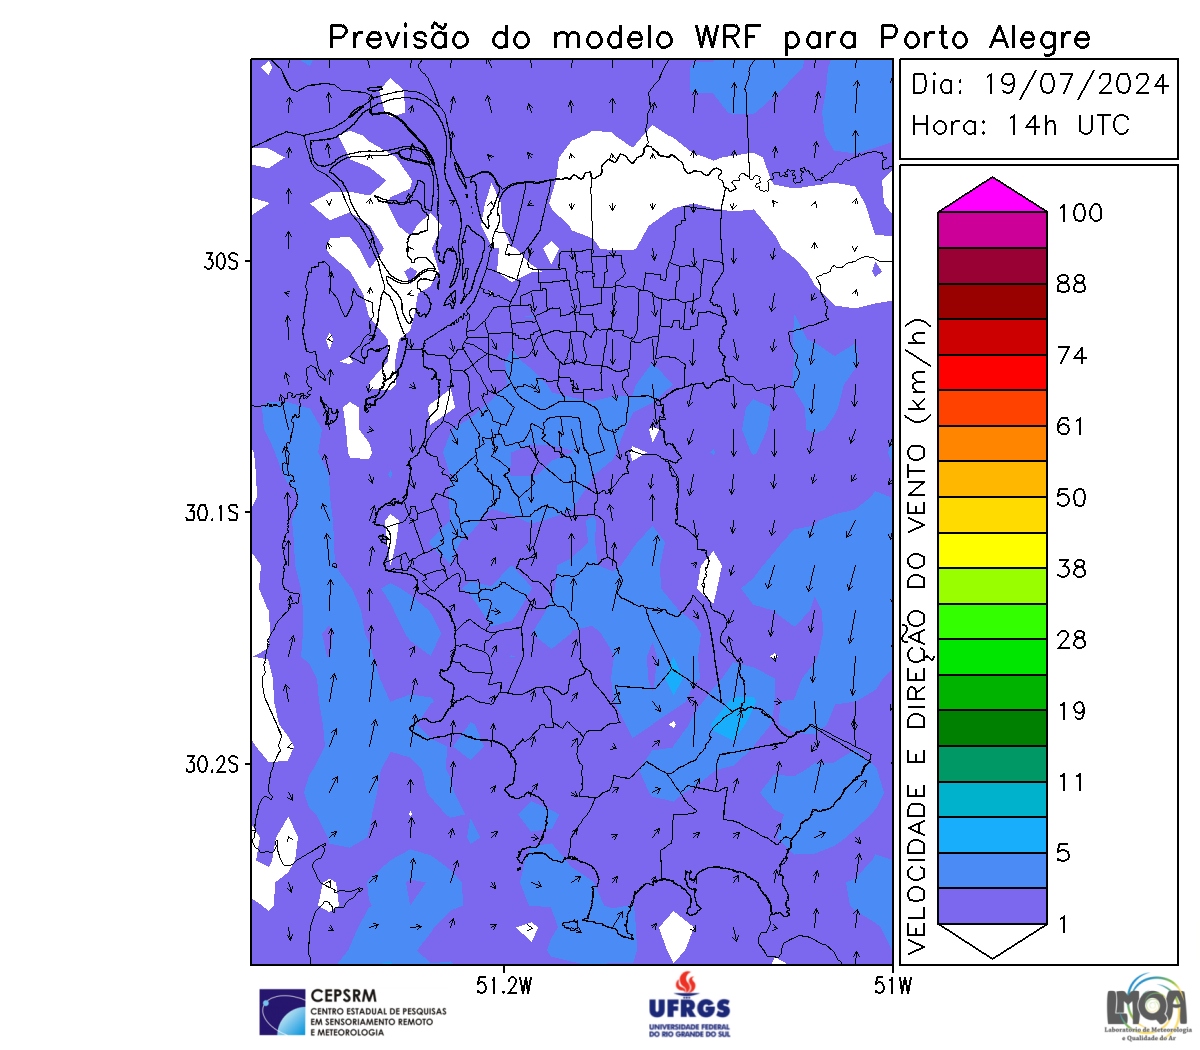 Previsão do modelo WRF para Porto Alegre
Dia: 19/07/2024
Hora: 14h UTC
30S
30.1S
30.2S
51.2W
51W
VELOCIDADE E DIREÇÃO DO VENTO (km/h)
100
88
74
61
50
38
28
19
11
5
1
CEPSRM
CENTRO ESTADUAL DE PESQUISAS
EM SENSORIAMENTO REMOTO
E METEOROLOGIA
UFRGS
UNIVERSIDADE FEDERAL
DO RIO GRANDE DO SUL
LMQA
Laboratório de Meteorologia
e Qualidade do Ar